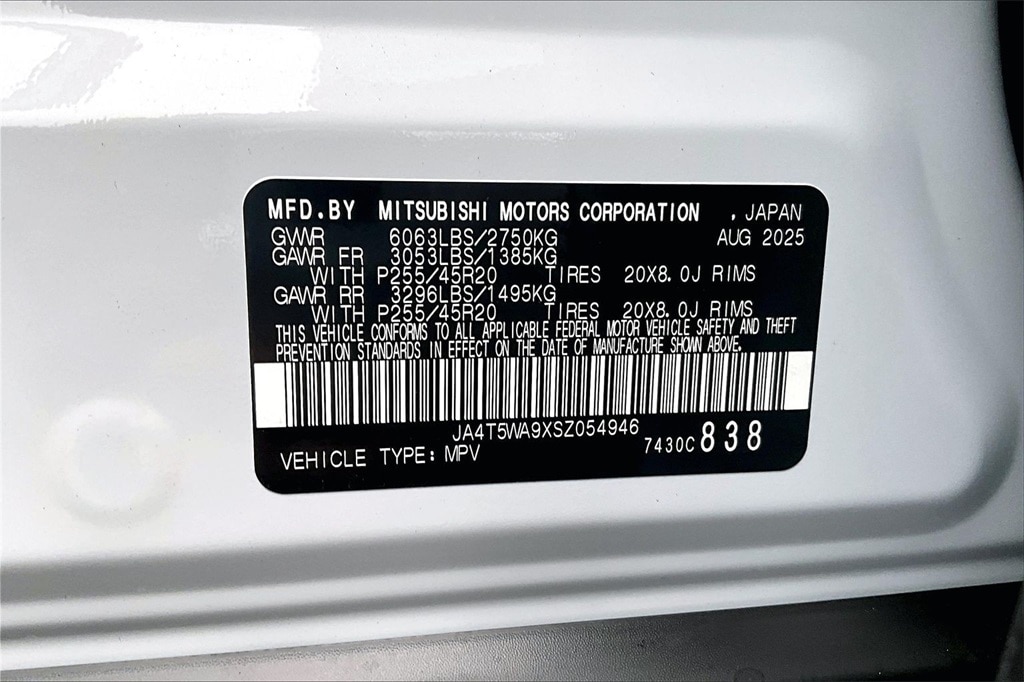 MFD.BY MITSUBISHI MOTORS CORPORATION . JAPAN
GVWR 6063LBS/2750KG AUG 2025
GAWR FR 3053LBS/1385KG
WITH P255/45R20 TIRES 20X8.0J RIMS
GAWR RR 3296LBS/1495KG
WITH P255/45R20 TIRES 20X8.0J RIMS
THIS VEHICLE CONFORMS TO ALL APPLICABLE FEDERAL MOTOR VEHICLE SAFETY AND THEFT
PREVENTION STANDARDS IN EFFECT ON THE DATE OF MANUFACTURE SHOWN ABOVE.
JA4T5WA9XSZ054946
VEHICLE TYPE: MPV 7430C 838